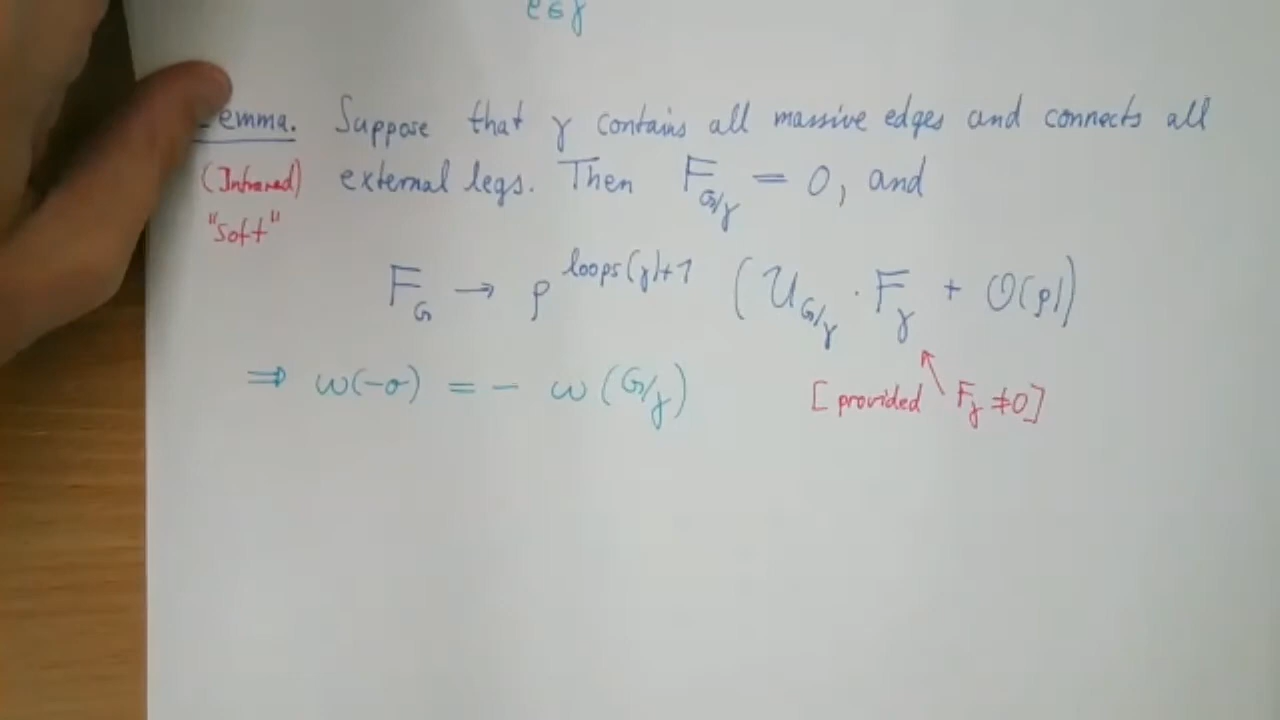 e∈γ
Lemma. Suppose that γ contains all massive edges and connects all
(Infrared) external legs. Then F_{G/γ} = 0, and
"Soft"
F_G → ρ^{loops(γ)+1} (U_{G/γ} · F_γ + O(ρ))
⇒ ω(-σ) = - ω(G/γ)
[provided F_γ ≠ 0]